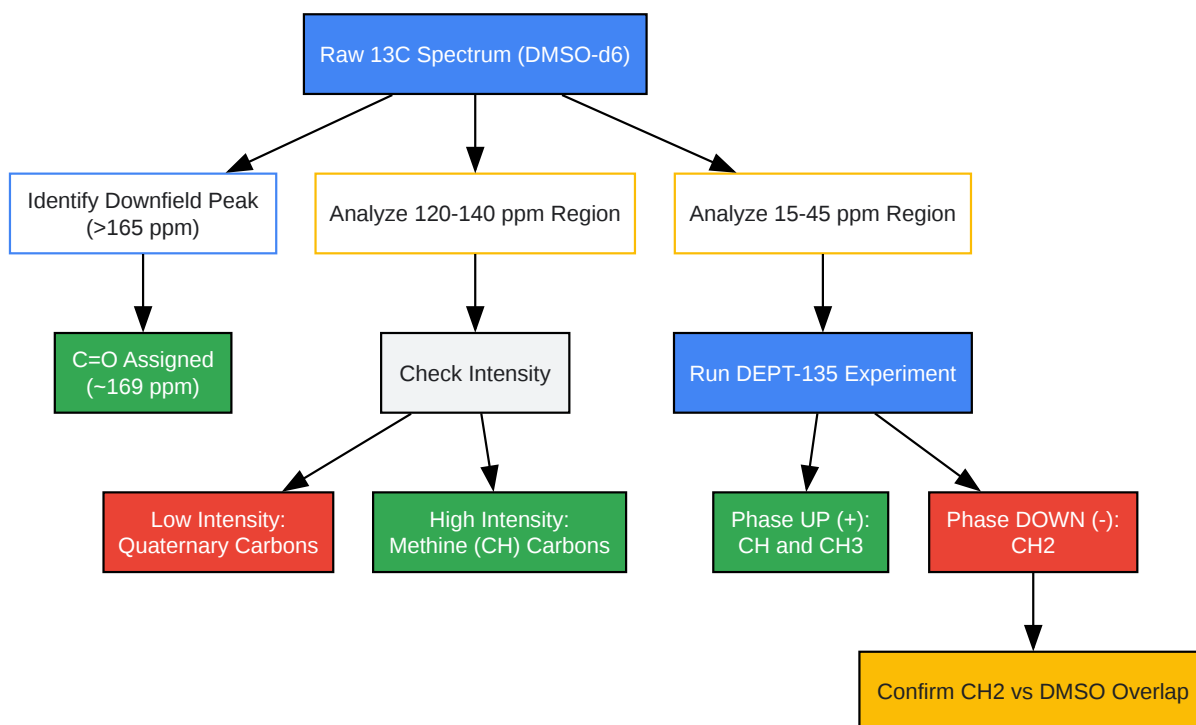 Raw 13C Spectrum (DMSO-d6)
Identify Downfield Peak
(>165 ppm)
Analyze 120-140 ppm Region
Analyze 15-45 ppm Region
C=O Assigned
(~169 ppm)
Check Intensity
Run DEPT-135 Experiment
Low Intensity:
Quaternary Carbons
High Intensity:
Methine (CH) Carbons
Phase UP (+):
CH and CH3
Phase DOWN (-):
CH2
Confirm CH2 vs DMSO Overlap